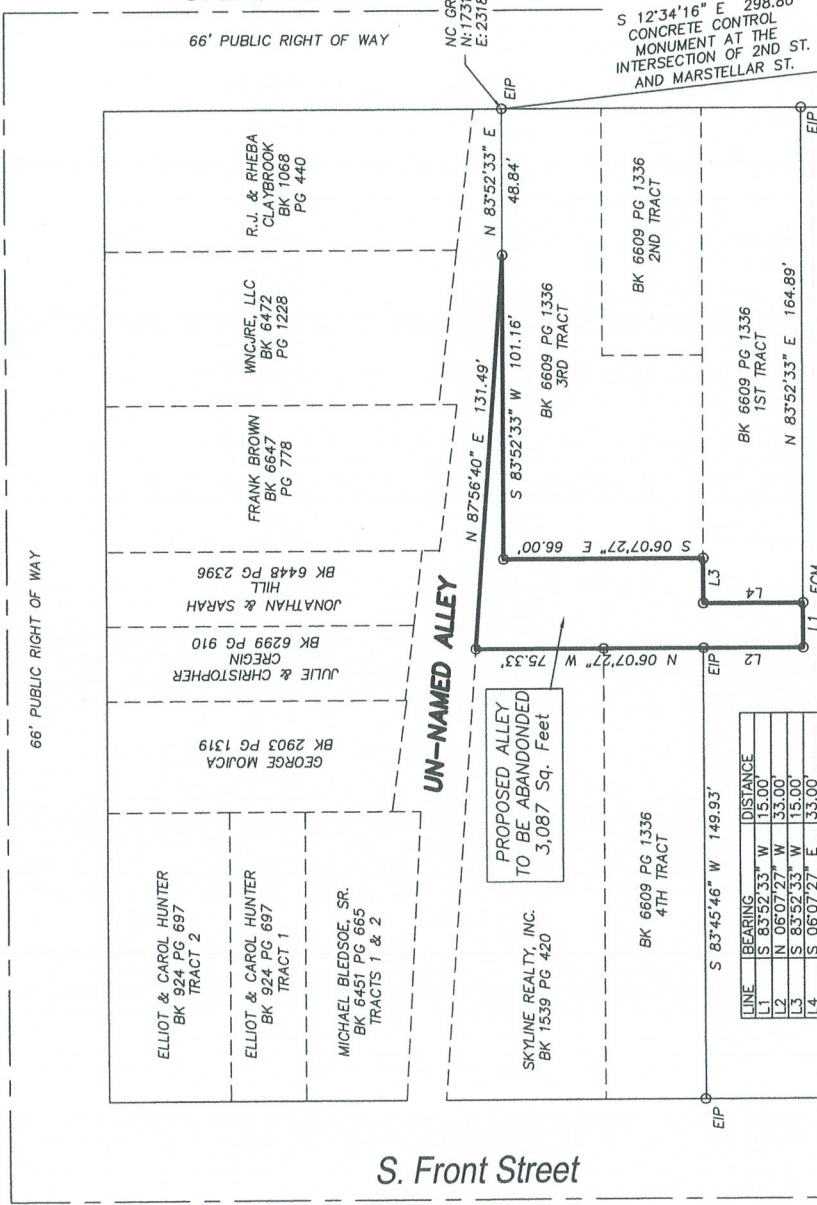 66' PUBLIC RIGHT OF WAY
66' PUBLIC RIGHT OF WAY
NC GR
N:1731
E:2318
S 12°34'16" E 298.80'
CONCRETE CONTROL
MONUMENT AT THE
INTERSECTION OF 2ND ST.
AND MARSTELLAR ST.
EIP
EIP
R.J. & RHEBA
CLAYBROOK
BK 1068
PG 440
WNCJRE, LLC
BK 6472
PG 1228
FRANK BROWN
BK 6647
PG 778
JONATHAN & SARAH
HILL
BK 6448 PG 2396
JULIE & CHRISTOPHER
CREGIN
BK 6299 PG 910
GEORGE MOJICA
BK 2903 PG 1319
ELLIOT & CAROL HUNTER
BK 924 PG 697
TRACT 2
ELLIOT & CAROL HUNTER
BK 924 PG 697
TRACT 1
MICHAEL BLEDSOE, SR.
BK 6451 PG 665
TRACTS 1 & 2
UN-NAMED ALLEY
N 83°52'33" E
48.84'
N 87°56'40" E 131.49'
S 83°52'33" W 101.16'
BK 6609 PG 1336
3RD TRACT
BK 6609 PG 1336
2ND TRACT
BK 6609 PG 1336
1ST TRACT
N 83°52'33" E 164.89'
S 06°07'27" E 66.00'
L3
L4
L1
ECM
N 06°07'27" W 75.33'
EIP
L2
PROPOSED ALLEY
TO BE ABANDONDED
3,087 Sq. Feet
SKYLINE REALTY, INC.
BK 1539 PG 420
BK 6609 PG 1336
4TH TRACT
S 83°45'46" W 149.93'
EIP
LINE BEARING DISTANCE
L1 S 83°52'33" W 15.00'
L2 N 06°07'27" W 33.00'
L3 S 83°52'33" W 15.00'
L4 S 06°07'27" E 33.00'
S. Front Street